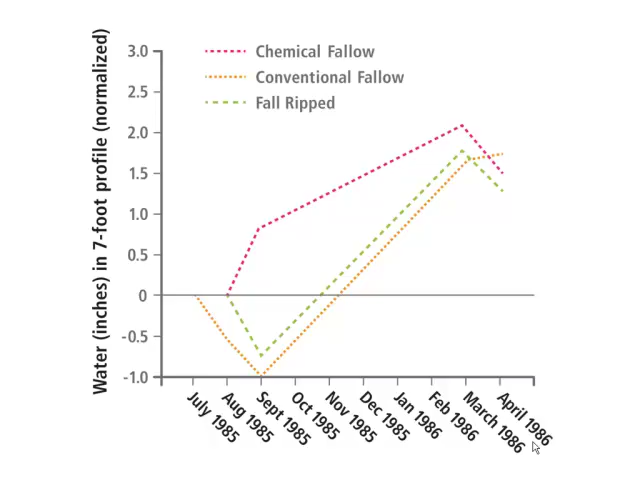 Water (inches) in 7-foot profile (normalized)
3.0
2.5
2.0
1.5
1.0
0.5
0
-0.5
-1.0
Chemical Fallow
Conventional Fallow
Fall Ripped
July 1985
Aug 1985
Sept 1985
Oct 1985
Nov 1985
Dec 1985
Jan 1986
Feb 1986
March 1986
April 1986